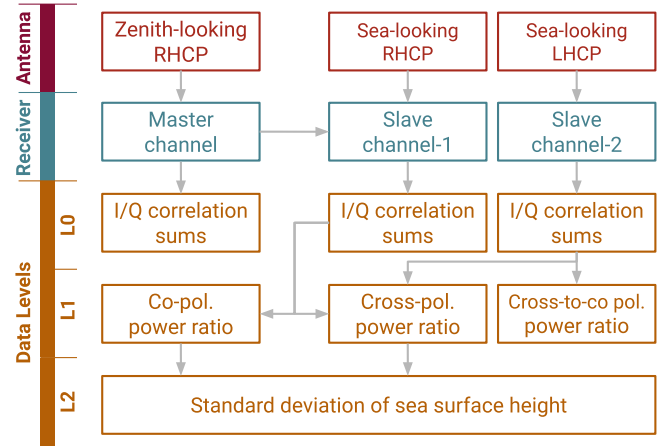 Antenna
Zenith-looking
RHCP
Sea-looking
RHCP
Sea-looking
LHCP
Receiver
Master
channel
Slave
channel-1
Slave
channel-2
Data Levels
L0
I/Q correlation
sums
I/Q correlation
sums
I/Q correlation
sums
L1
Co-pol.
power ratio
Cross-pol.
power ratio
Cross-to-co pol.
power ratio
L2
Standard deviation of sea surface height